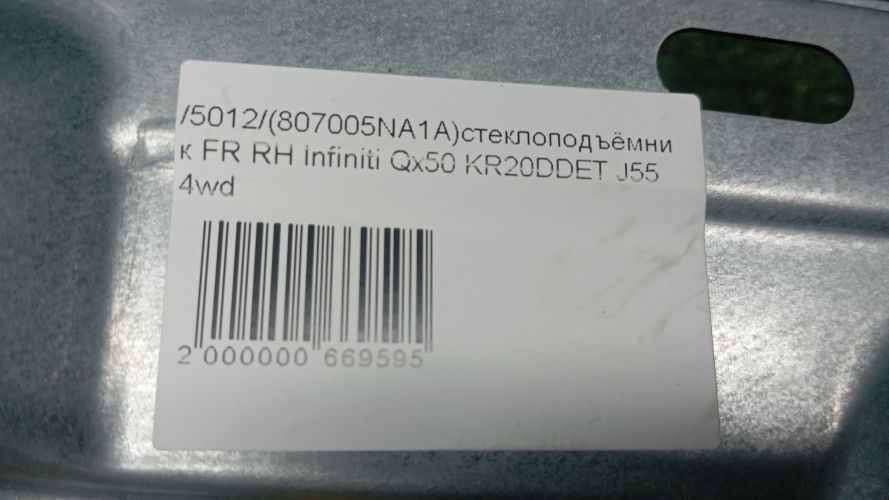 /5012/(807005NA1A)стеклоподъёмни
к FR RH Infiniti Qx50 KR20DDET J55
4wd
2 000000 669595